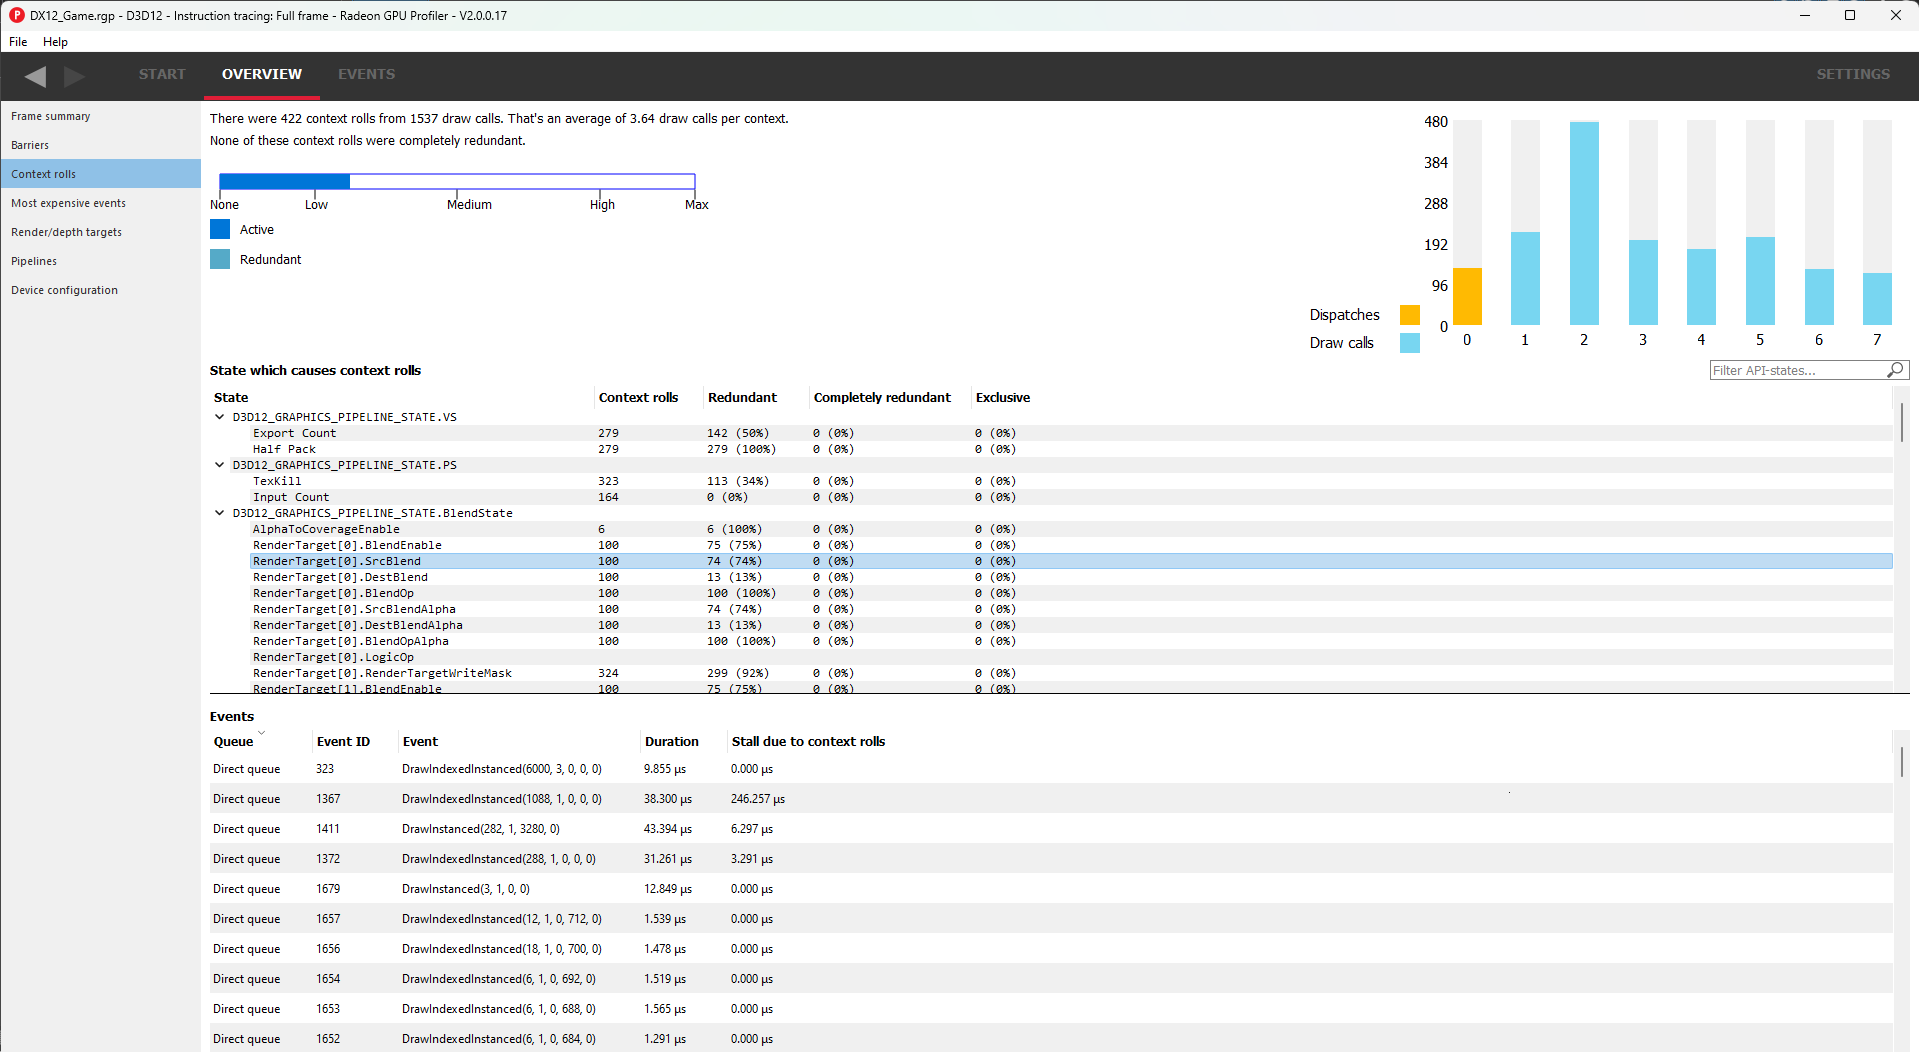 DX12_Game.rgp - D3D12 - Instruction tracing: Full frame - Radeon GPU Profiler - V2.0.0.17
File Help
START OVERVIEW EVENTS SETTINGS
Frame summary
Barriers
Context rolls
Most expensive events
Render/depth targets
Pipelines
Device configuration
There were 422 context rolls from 1537 draw calls. That's an average of 3.64 draw calls per context.
None of these context rolls were completely redundant.
None Low Medium High Max
Active
Redundant
480
384
288
192
96
0
Dispatches
Draw calls
0 1 2 3 4 5 6 7
State which causes context rolls
Filter API-states...
State Context rolls Redundant Completely redundant Exclusive
D3D12_GRAPHICS_PIPELINE_STATE.VS
Export Count 279 142 (50%) 0 (0%) 0 (0%)
Half Pack 279 279 (100%) 0 (0%) 0 (0%)
D3D12_GRAPHICS_PIPELINE_STATE.PS
TexKill 323 113 (34%) 0 (0%) 0 (0%)
Input Count 164 0 (0%) 0 (0%) 0 (0%)
D3D12_GRAPHICS_PIPELINE_STATE.BlendState
AlphaToCoverageEnable 6 6 (100%) 0 (0%) 0 (0%)
RenderTarget[0].BlendEnable 100 75 (75%) 0 (0%) 0 (0%)
RenderTarget[0].SrcBlend 100 74 (74%) 0 (0%) 0 (0%)
RenderTarget[0].DestBlend 100 13 (13%) 0 (0%) 0 (0%)
RenderTarget[0].BlendOp 100 100 (100%) 0 (0%) 0 (0%)
RenderTarget[0].SrcBlendAlpha 100 74 (74%) 0 (0%) 0 (0%)
RenderTarget[0].DestBlendAlpha 100 13 (13%) 0 (0%) 0 (0%)
RenderTarget[0].BlendOpAlpha 100 100 (100%) 0 (0%) 0 (0%)
RenderTarget[0].LogicOp
RenderTarget[0].RenderTargetWriteMask 324 299 (92%) 0 (0%) 0 (0%)
RenderTarget[1].BlendEnable 100 75 (75%) 0 (0%) 0 (0%)
Events
Queue Event ID Event Duration Stall due to context rolls
Direct queue 323 DrawIndexedInstanced(6000, 3, 0, 0, 0) 9.855 µs 0.000 µs
Direct queue 1367 DrawIndexedInstanced(1088, 1, 0, 0, 0) 38.300 µs 246.257 µs
Direct queue 1411 DrawInstanced(282, 1, 3280, 0) 43.394 µs 6.297 µs
Direct queue 1372 DrawIndexedInstanced(288, 1, 0, 0, 0) 31.261 µs 3.291 µs
Direct queue 1679 DrawInstanced(3, 1, 0, 0) 12.849 µs 0.000 µs
Direct queue 1657 DrawIndexedInstanced(12, 1, 0, 712, 0) 1.539 µs 0.000 µs
Direct queue 1656 DrawIndexedInstanced(18, 1, 0, 700, 0) 1.478 µs 0.000 µs
Direct queue 1654 DrawIndexedInstanced(6, 1, 0, 692, 0) 1.519 µs 0.000 µs
Direct queue 1653 DrawIndexedInstanced(6, 1, 0, 688, 0) 1.565 µs 0.000 µs
Direct queue 1652 DrawIndexedInstanced(6, 1, 0, 684, 0) 1.291 µs 0.000 µs